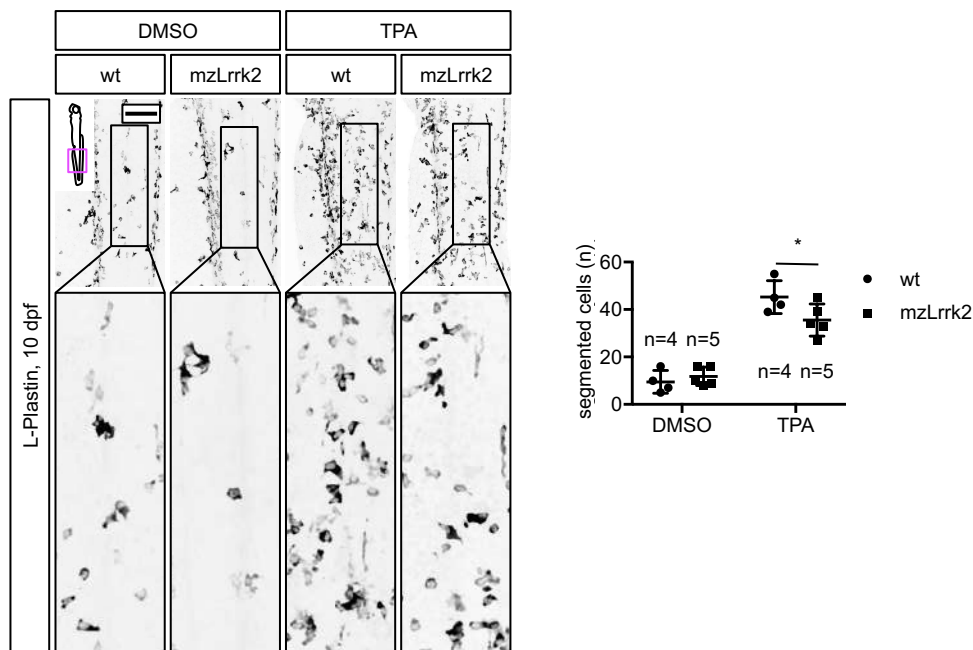 DMSO TPA
wt mzLrrk2 wt mzLrrk2
L-Plastin, 10 dpf
segmented cells (n)
60
40
20
0
*
n=4 n=5
n=4 n=5
DMSO TPA
wt
mzLrrk2